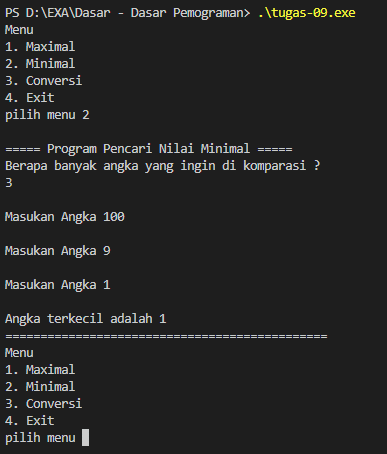 PS D:\EXA\Dasar - Dasar Pemograman> .\tugas-09.exe
Menu
1. Maximal
2. Minimal
3. Conversi
4. Exit
pilih menu 2
===== Program Pencari Nilai Minimal =====
Berapa banyak angka yang ingin di komparasi ?
3
Masukan Angka 100
Masukan Angka 9
Masukan Angka 1
Angka terkecil adalah 1
==============================================
Menu
1. Maximal
2. Minimal
3. Conversi
4. Exit
pilih menu